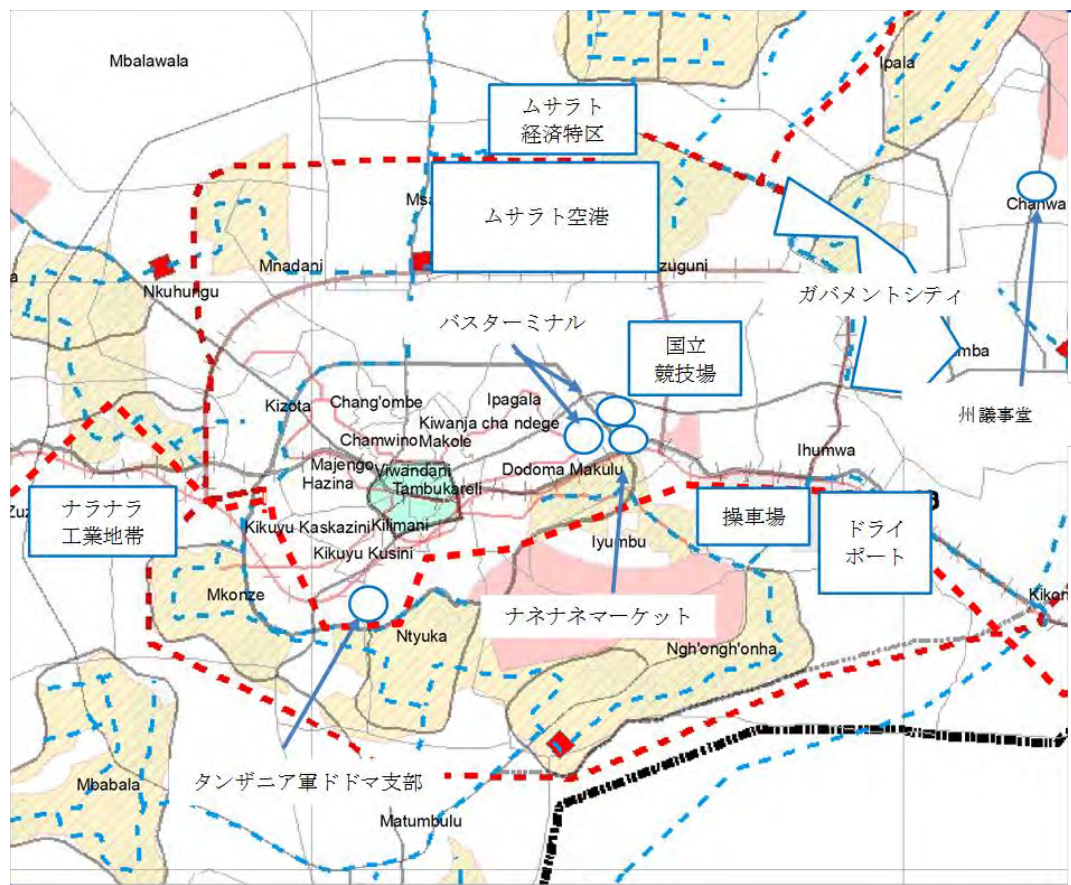 Mbalawala
Ipala
ムサラト
経済特区
Msa
ムサラト空港
Chanwa
Mnadani
zuguni
Nkuhungu
ガバメントシティ
バスターミナル
国立
競技場
mba
Kizota
Chang'ombe
Ipagala
Kiwanja cha ndege
州議事堂
Chamwino
Makole
Ihumwa
Majengo
Viwandani
Dodoma Makulu
Hazina
Tambukareli
ナラナラ
工業地帯
操車場
ドライ
ポート
Kikuyu Kaskazini
Kilimani
Iyumbu
Kikuyu Kusini
Mkonze
ナネナネマーケット
Ntyuka
Ngh'ongh'onha
タンザニア軍ドドマ支部
Mbabala
Matumbulu